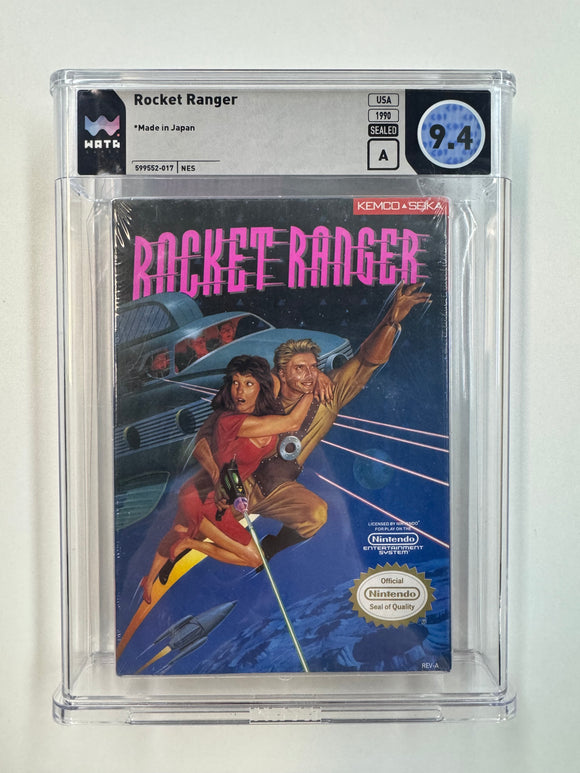 WATA
Rocket Ranger
*Made in Japan
599552-017 | NES
USA
1990
SEALED
A
9.4
KEMCO▲SEIKA
ROCKET RANGER
LICENSED BY NINTENDO®
FOR PLAY ON THE
Nintendo
ENTERTAINMENT
SYSTEM™
Official
Nintendo
Seal of Quality
REV-A